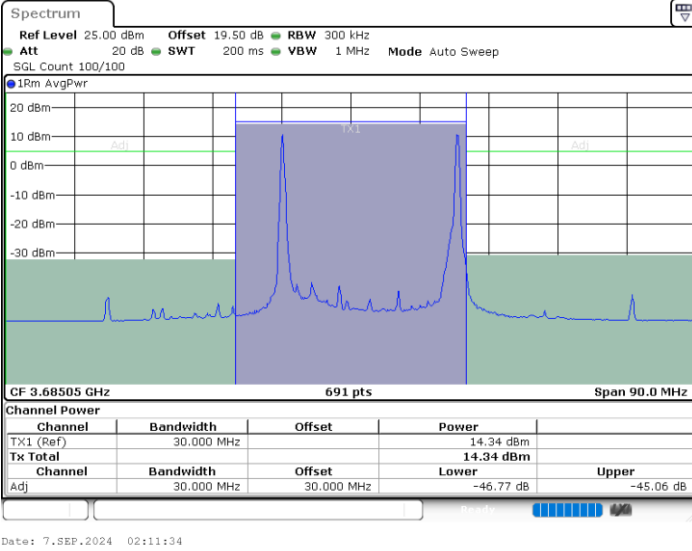 Spectrum
Ref Level 25.00 dBm Offset 19.50 dB RBW 300 kHz
Att 20 dB SWT 200 ms VBW 1 MHz Mode Auto Sweep
SGL Count 100/100
1Rm AvgPwr
20 dBm
TX1
10 dBm
Adj Adj
0 dBm
-10 dBm
-20 dBm
-30 dBm
CF 3.68505 GHz 691 pts Span 90.0 MHz
Channel Power
Channel Bandwidth Offset Power
TX1 (Ref) 30.000 MHz 14.34 dBm
Tx Total 14.34 dBm
Channel Bandwidth Offset Lower Upper
Adj 30.000 MHz 30.000 MHz -46.77 dB -45.06 dB
Ready
Date: 7.SEP.2024 02:11:34